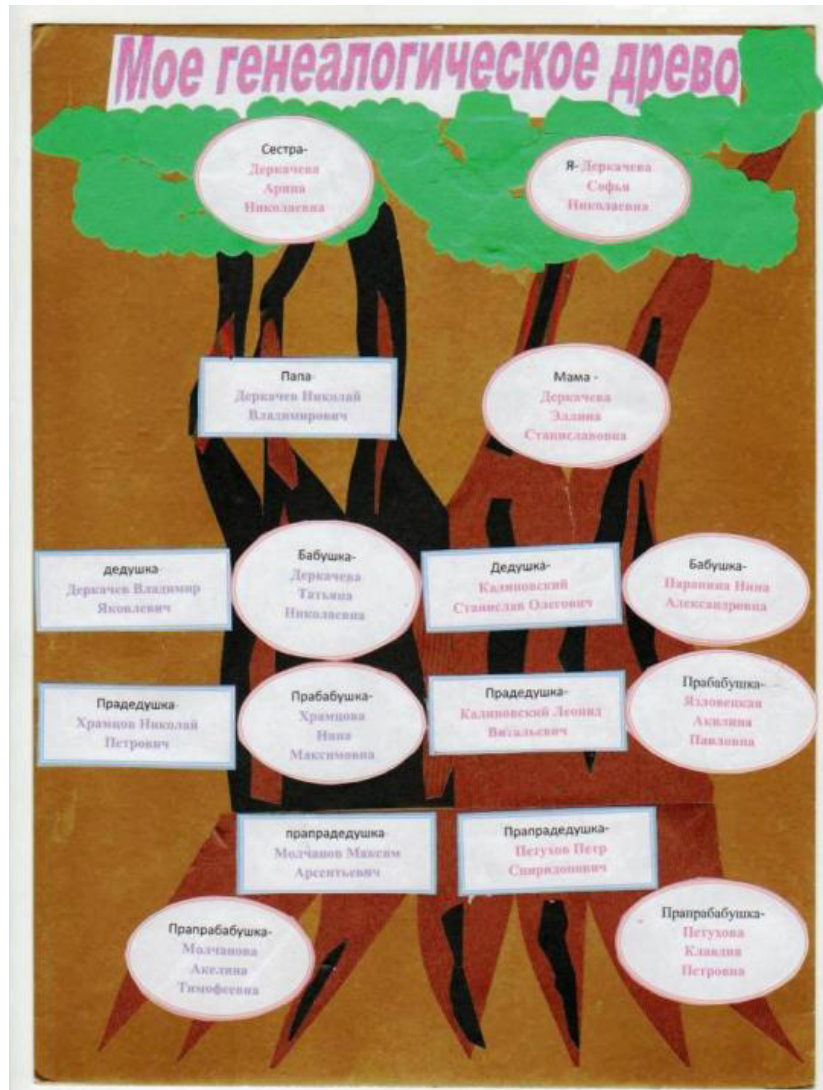 Мое генеалогическое древо
Сестра-
Деркачева
Арина
Николаевна
Я- Деркачева
Софья
Николаевна
Папа-
Деркачев Николай
Владимирович
Мама -
Деркачева
Эллина
Станиславовна
дедушка-
Деркачев Владимир
Яковлевич
Бабушка-
Деркачева
Татьяна
Николаевна
Дедушка-
Калиновский
Станислав Олегович
Бабушка-
Нина
Александровна
Прадедушка-
Храмцов Николай
Петрович
Прабабушка-
Храмцова
Нина
Максимовна
Прадедушка-
Калиновский Леонид
Витальевич
Прабабушка-
Язловецкая
Акилина
Павловна
прапрадедушка-
Молчанов Максим
Арсентьевич
Прапрадедушка-
Петухов Петр
Спиридонович
Прапрабабушка-
Молчанова
Акелина
Тимофеевна
Прапрабабушка-
Петухова
Клавдия
Петровна